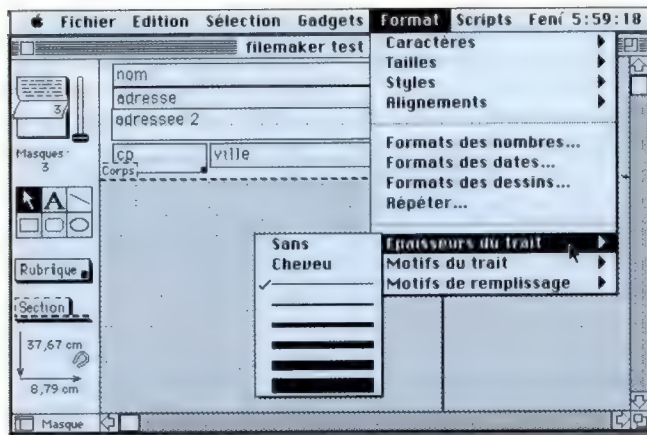 Fichier Edition Sélection Gadgets Format Scripts Fen 5:59:18
filemaker test
nom
adresse
adressee 2
cp
ville
Corps
Masques
3
3
Rubrique
Section
37,67 cm
8,79 cm
Masque
Caractères
Tailles
Styles
Alignements
Formats des nombres...
Formats des dates...
Formats des dessins...
Répéter...
Epaisseurs du trait
Motifs du trait
Motifs de remplissage
Sans
Cheveu